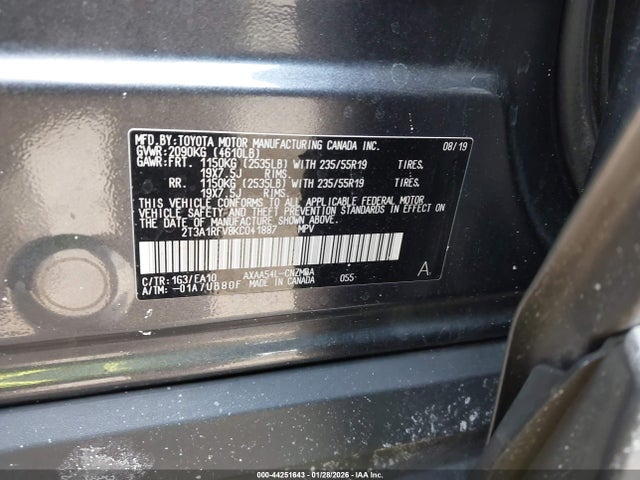 MFD.BY:TOYOTA MOTOR MANUFACTURING CANADA INC. 08/19
GVWR:2090KG (4610LB)
GAWR:FRT. 1150KG (2535LB) WITH 235/55R19 TIRES.
19X7.5J RIMS.
RR. 1150KG (2535LB) WITH 235/55R19 TIRES.
19X7.5J RIMS.
THIS VEHICLE CONFORMS TO ALL APPLICABLE FEDERAL MOTOR
VEHICLE SAFETY AND THEFT PREVENTION STANDARDS IN EFFECT ON
THE DATE OF MANUFACTURE SHOWN ABOVE.
2T3A1RFV8KC041887 MPV
C/TR:1G3/EA10 AXAA54L-CNZMBA 055
A/TM:-01A/UB80F MADE IN CANADA
A
000-44251643 - 01/28/2026 - © IAA Inc.